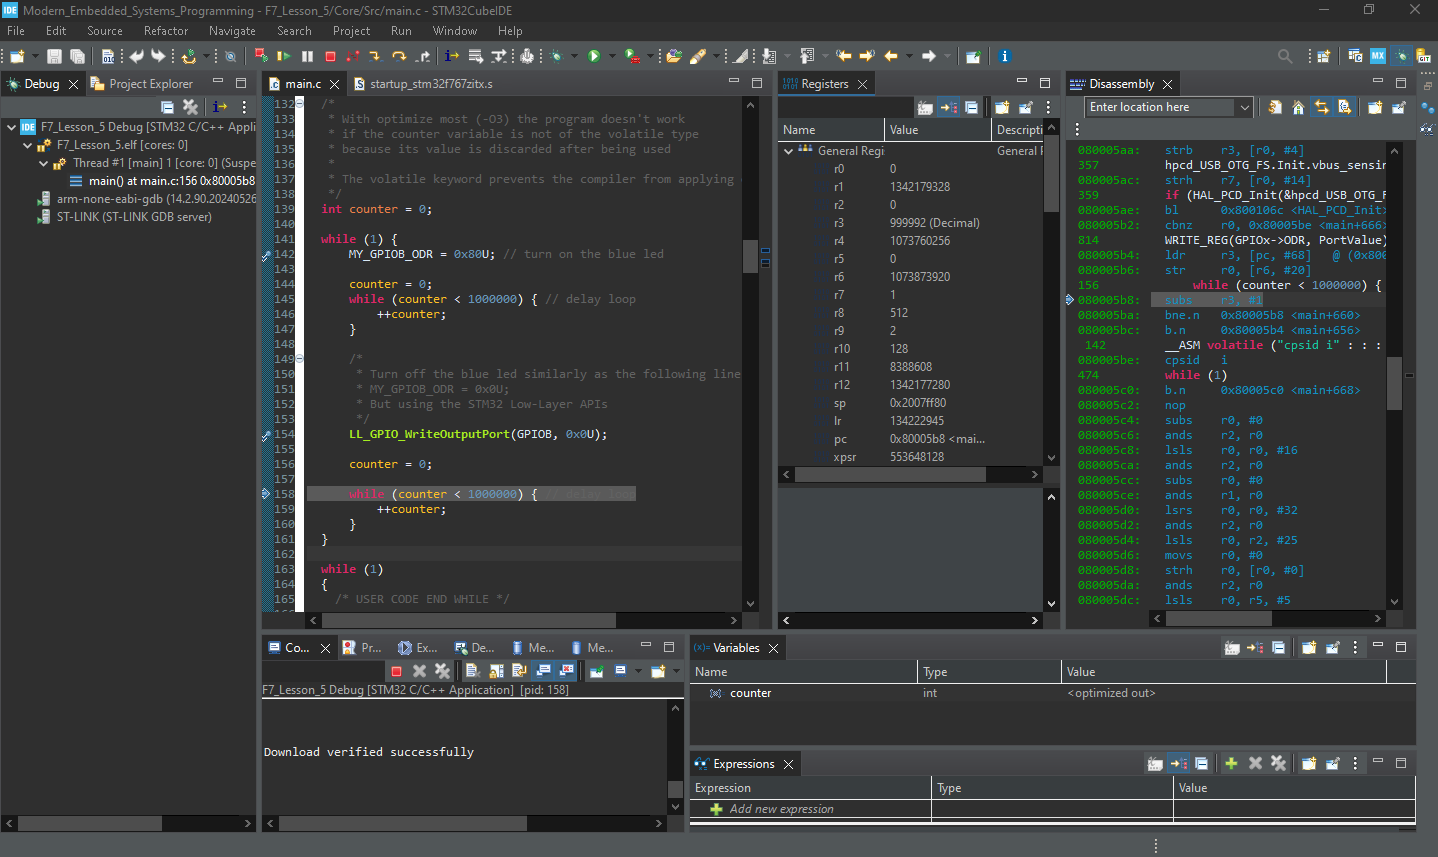 IDE Modern_Embedded_Systems_Programming - F7_Lesson_5/Core/Src/main.c - STM32CubeIDE
File Edit Source Refactor Navigate Search Project Run Window Help
Debug
Project Explorer
F7_Lesson_5 Debug [STM32 C/C++ Appli
F7_Lesson_5.elf [cores: 0]
Thread #1 [main] 1 [core: 0] (Suspe
main() at main.c:156 0x80005b8
arm-none-eabi-gdb (14.2.90.20240526
ST-LINK (ST-LINK GDB server)
main.c
startup_stm32f767zitx.s
132 /*
133 * With optimize most (-O3) the program doesn't work
134 * if the counter variable is not of the volatile type
135 * because its value is discarded after being used
136 *
137 * The volatile keyword prevents the compiler from applying
138 */
139 int counter = 0;
140
141 while (1) {
142 MY_GPIOB_ODR = 0x80U; // turn on the blue led
143
144 counter = 0;
145 while (counter < 1000000) { // delay loop
146 ++counter;
147 }
148
149 /*
150 * Turn off the blue led similarly as the following line
151 * MY_GPIOB_ODR = 0x0U;
152 * But using the STM32 Low-Layer APIs
153 */
154 LL_GPIO_WriteOutputPort(GPIOB, 0x0U);
155
156 counter = 0;
157
158 while (counter < 1000000) { // delay loop
159 ++counter;
160 }
161 }
162
163 while (1)
164 {
165 /* USER CODE END WHILE */
Registers
Name Value Descripti
General Regi General F
r0 0
r1 1342179328
r2 0
r3 999992 (Decimal)
r4 1073760256
r5 0
r6 1073873920
r7 1
r8 512
r9 2
r10 128
r11 8388608
r12 1342177280
sp 0x2007ff80
lr 134222945
pc 0x80005b8 <mai...
xpsr 553648128
Disassembly
Enter location here
080005aa: strb r3, [r0, #4]
357 hpcd_USB_OTG_FS.Init.vbus_sensin
080005ac: strh r7, [r0, #14]
359 if (HAL_PCD_Init(&hpcd_USB_OTG_F
080005ae: bl 0x800106c <HAL_PCD_Init>
080005b2: cbnz r0, 0x80005be <main+666>
814 WRITE_REG(GPIOx->ODR, PortValue)
080005b4: ldr r3, [pc, #68] @ (0x800
080005b6: str r0, [r6, #20]
156 while (counter < 1000000) {
080005b8: subs r3, #1
080005ba: bne.n 0x80005b8 <main+660>
080005bc: b.n 0x80005b4 <main+656>
142 __ASM volatile ("cpsid i" : : :
080005be: cpsid i
474 while (1)
080005c0: b.n 0x80005c0 <main+668>
080005c2: nop
080005c4: subs r0, #0
080005c6: ands r2, r0
080005c8: lsls r0, r0, #16
080005ca: ands r2, r0
080005cc: subs r0, #0
080005ce: ands r1, r0
080005d0: lsrs r0, r0, #32
080005d2: ands r2, r0
080005d4: lsls r0, r2, #25
080005d6: movs r0, #0
080005d8: strh r0, [r0, #0]
080005da: ands r2, r0
080005dc: lsls r0, r5, #5
Co... Pr... Ex... De... Me... Me...
F7_Lesson_5 Debug [STM32 C/C++ Application] [pid: 158]
Download verified successfully
Variables
Name Type Value
counter int <optimized out>
Expressions
Expression Type Value
Add new expression